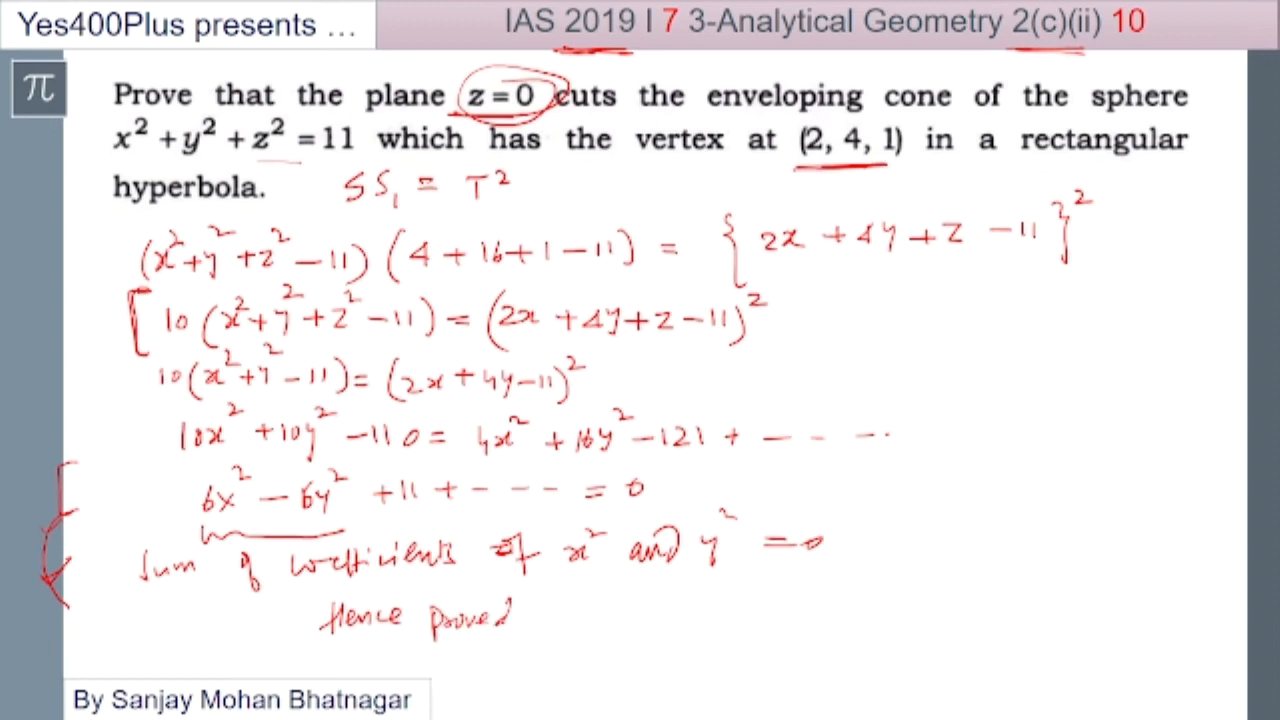 Yes400Plus presents …
IAS 2019 I 7 3-Analytical Geometry 2(c)(ii) 10
π
Prove that the plane z = 0 cuts the enveloping cone of the sphere
x² + y² + z² = 11 which has the vertex at (2, 4, 1) in a rectangular
hyperbola.
SS₁ = T²
(x² + y² + z² - 11) (4 + 16 + 1 - 11) = {2x + 4y + z - 11}²
[10 (x² + y² + z² - 11) = (2x + 4y + z - 11)²
10 (x² + y² - 11) = (2x + 4y - 11)²
10x² + 10y² - 110 = 4x² + 16y² - 121 + - - - -
6x² - 6y² + 11 + - - - - = 0
Sum of coefficients of x² and y² = 0
Hence proved
By Sanjay Mohan Bhatnagar